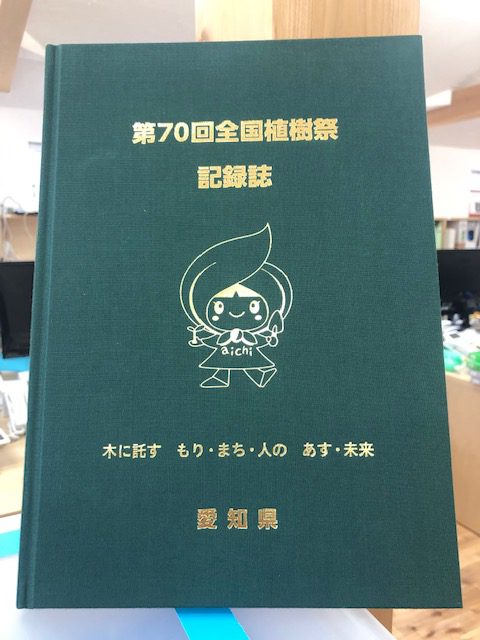 第70回全国植樹祭
記録誌
aichi
木に託す　もり・まち・人の　あす・未来
愛知県